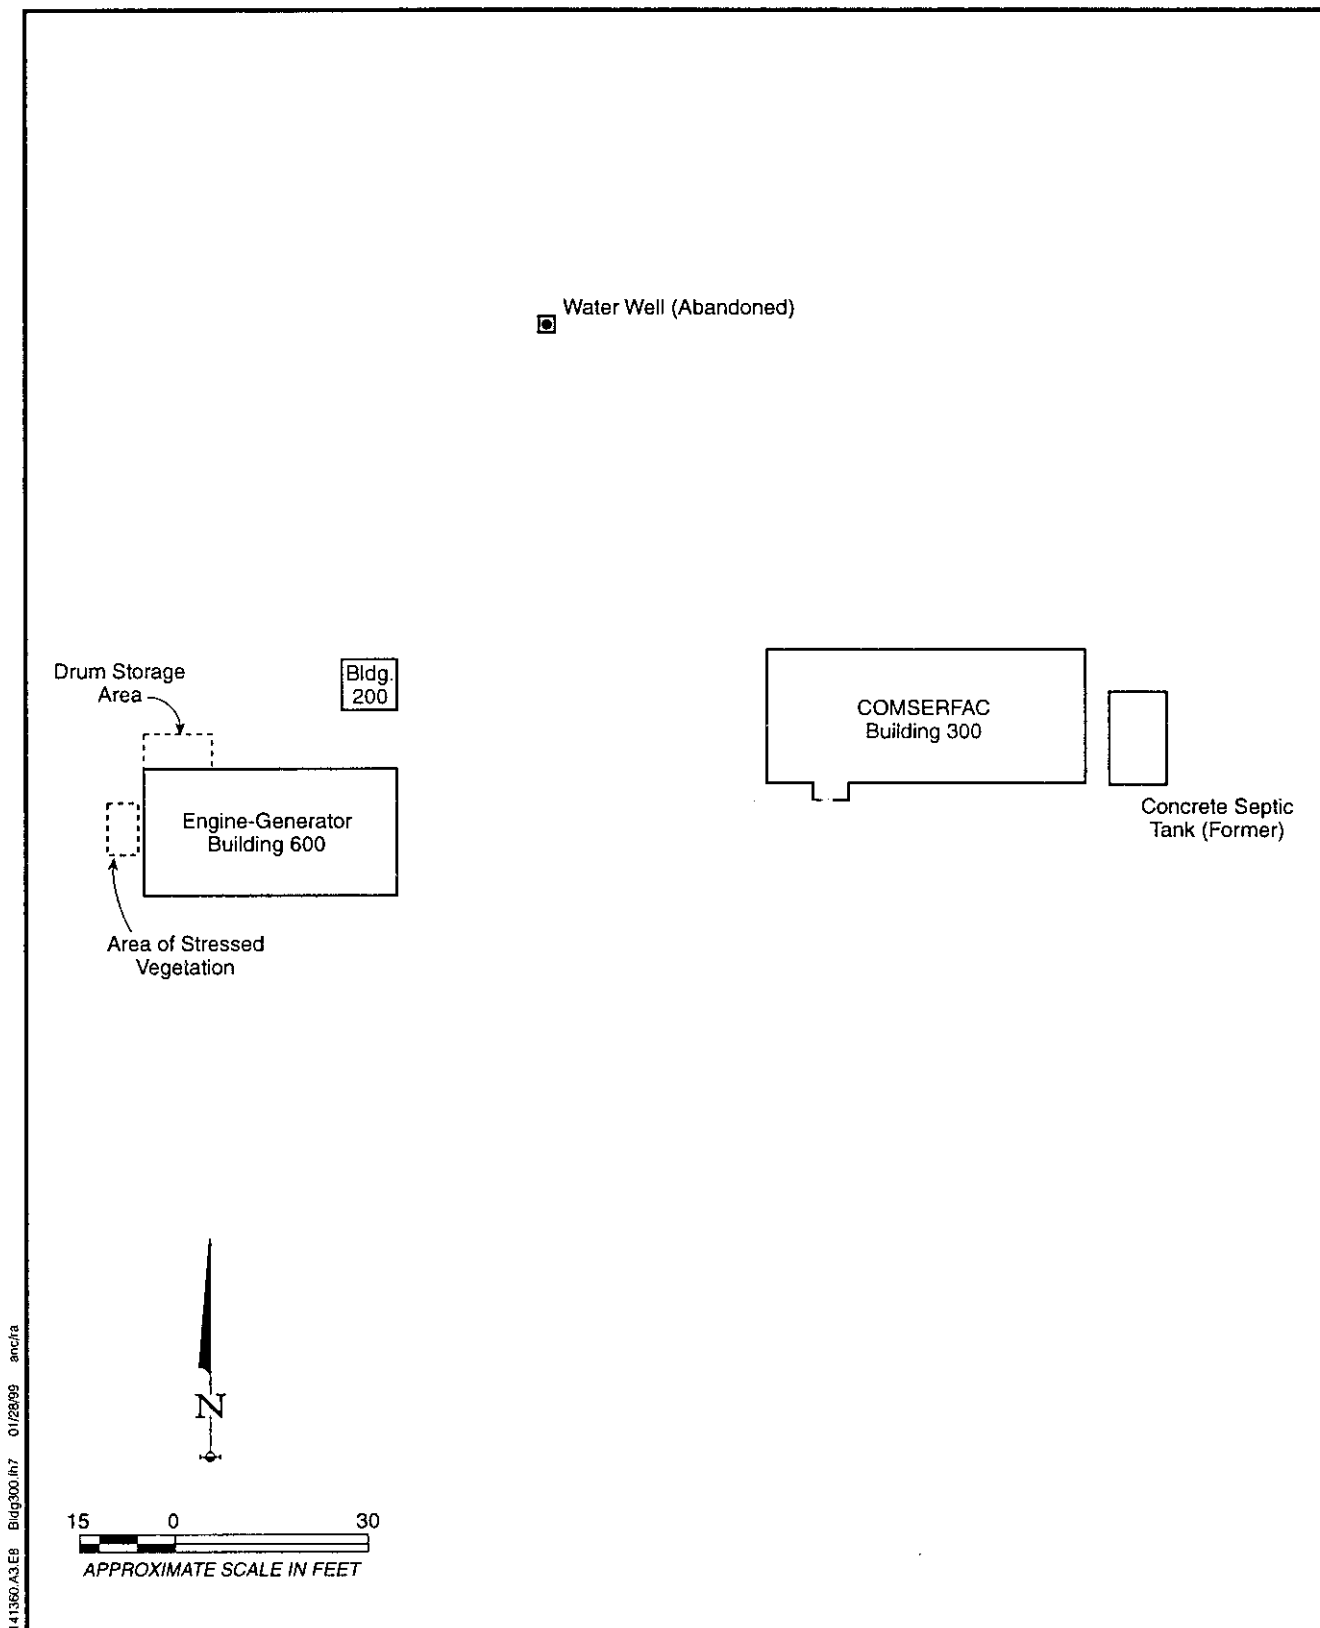 Water Well (Abandoned)
Drum Storage
Area
Bldg.
200
COMSERFAC
Building 300
Concrete Septic
Tank (Former)
Engine-Generator
Building 600
Area of Stressed
Vegetation
N
15 0 30
APPROXIMATE SCALE IN FEET
141360.A3.E8 Bldg300.fh7 01/28/99 anc/ra